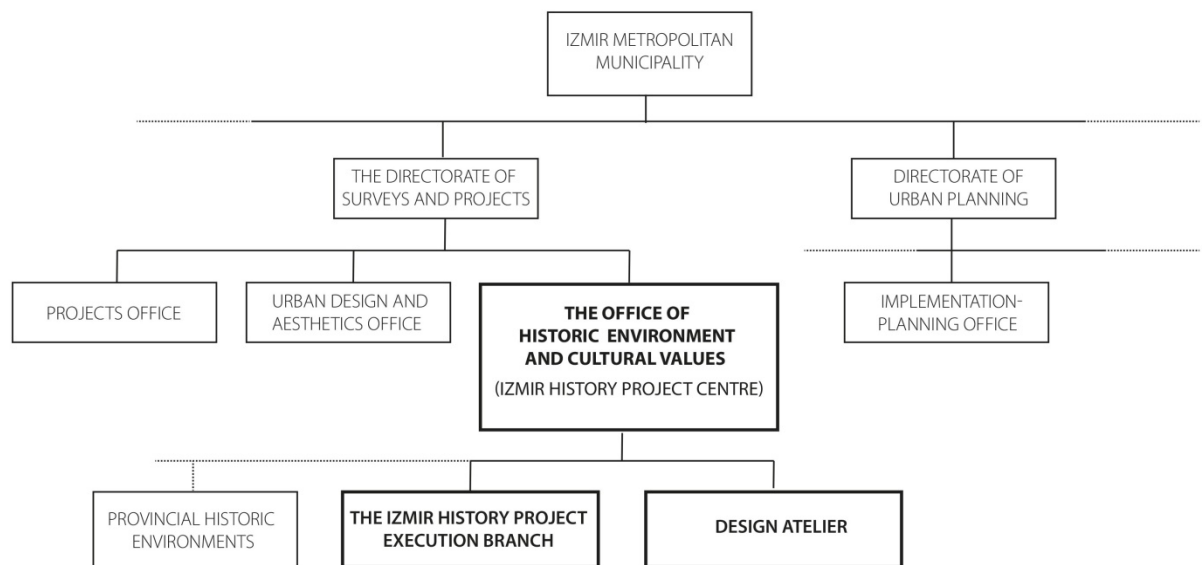 IZMIR METROPOLITAN
MUNICIPALITY
THE DIRECTORATE OF
SURVEYS AND PROJECTS
DIRECTORATE OF
URBAN PLANNING
PROJECTS OFFICE
URBAN DESIGN AND
AESTHETICS OFFICE
THE OFFICE OF
HISTORIC ENVIRONMENT
AND CULTURAL VALUES
(IZMIR HISTORY PROJECT CENTRE)
IMPLEMENTATION-
PLANNING OFFICE
PROVINCIAL HISTORIC
ENVIRONMENTS
THE IZMIR HISTORY PROJECT
EXECUTION BRANCH
DESIGN ATELIER